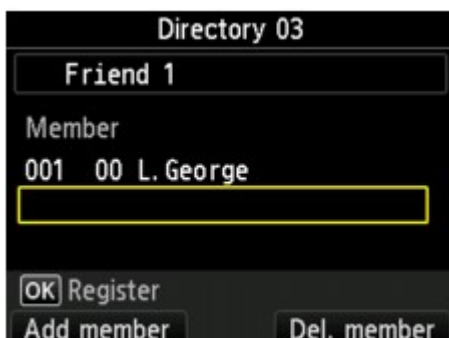 Directory 03
Friend 1
Member
001 00 L.George
OK Register
Add member Del. member